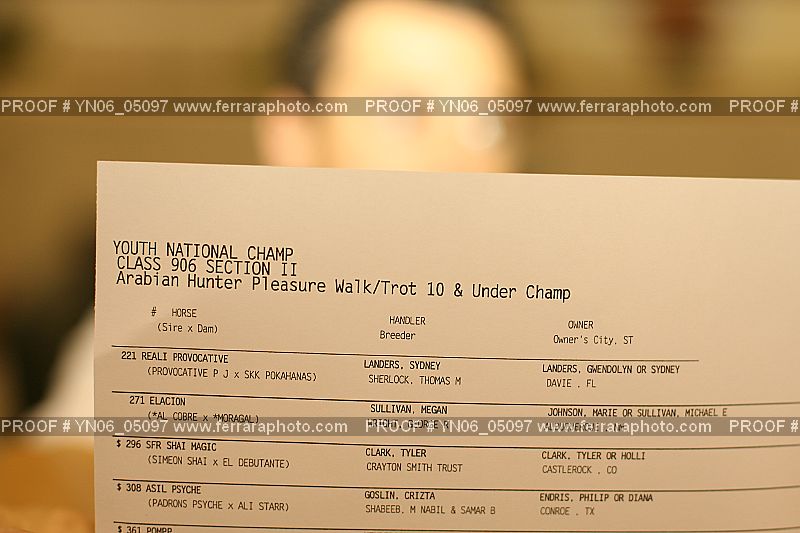 PROOF # YN06_05097 www.ferraraphoto.com PROOF # YN06_05097 www.ferraraphoto.com PROOF #
YOUTH NATIONAL CHAMP
CLASS 906 SECTION II
Arabian Hunter Pleasure Walk/Trot 10 & Under Champ
# HORSE HANDLER OWNER
(Sire x Dam) Breeder Owner's City, ST
221 REALI PROVOCATIVE LANDERS, SYDNEY LANDERS, GWENDOLYN OR SYDNEY
(PROVOCATIVE P J x SKK POKAHANAS) SHERLOCK, THOMAS M DAVIE , FL
271 ELACION SULLIVAN, MEGAN JOHNSON, MARIE OR SULLIVAN, MICHAEL E
(*AL COBRE x *MORAGAL)
PROOF # YN06_05097 www.ferraraphoto.com PROOF # YN06_05097 www.ferraraphoto.com PROOF #
$ 296 SFR SHAI MAGIC CLARK, TYLER CLARK, TYLER OR HOLLI
(SIMEON SHAI x EL DEBUTANTE) CRAYTON SMITH TRUST CASTLEROCK , CO
$ 308 ASIL PSYCHE GOSLIN, CRIZTA ENDRIS, PHILIP OR DIANA
(PADRONS PSYCHE x ALI STARR) SHABEEB, M NABIL & SAMAR B CONROE , TX
$ 361